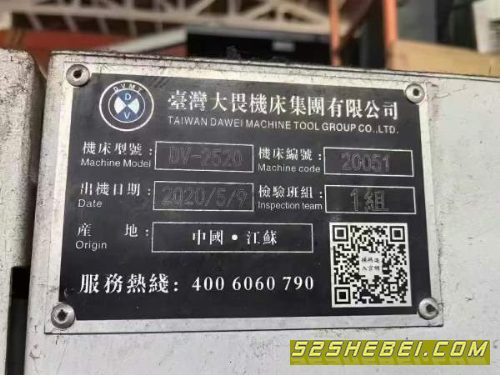 D.V.M.T
DV
臺灣大畏機床集團有限公司
TAIWAN DAWEI MACHINE TOOL GROUP CO.,LTD.
機床型號: DV-2520 機床編號: 20051
Machine Model Machine code
出機日期: 2020/5/9 檢驗班組: 1組
Date Inspection team
產 地: 中國·江蘇
Origin
服務熱綫: 400 6060 790
52SHEBEI.COM